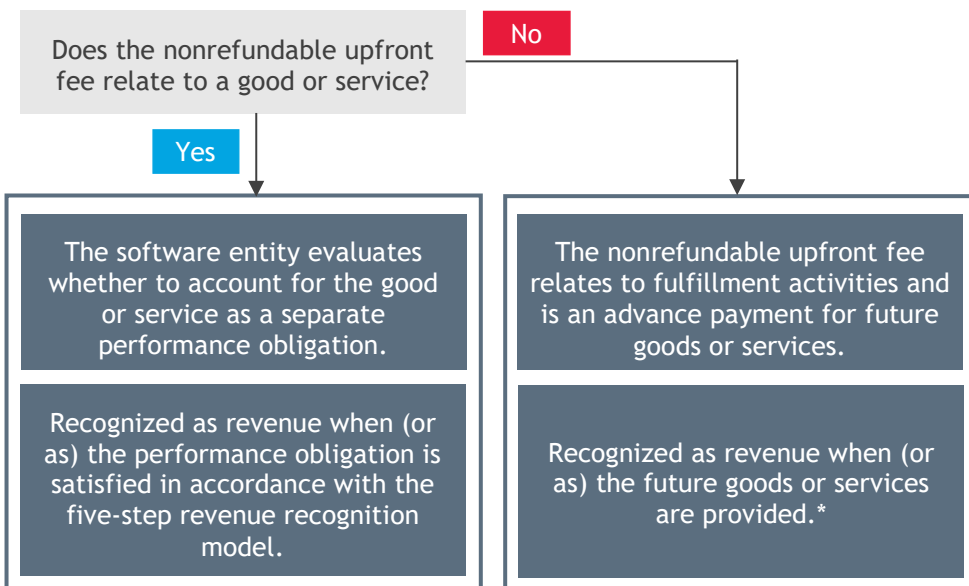 Does the nonrefundable upfront
fee relate to a good or service?
No
Yes
The software entity evaluates
whether to account for the good
or service as a separate
performance obligation.
Recognized as revenue when (or
as) the performance obligation is
satisfied in accordance with the
five-step revenue recognition
model.
The nonrefundable upfront fee
relates to fulfillment activities and
is an advance payment for future
goods or services.
Recognized as revenue when (or
as) the future goods or services
are provided.*